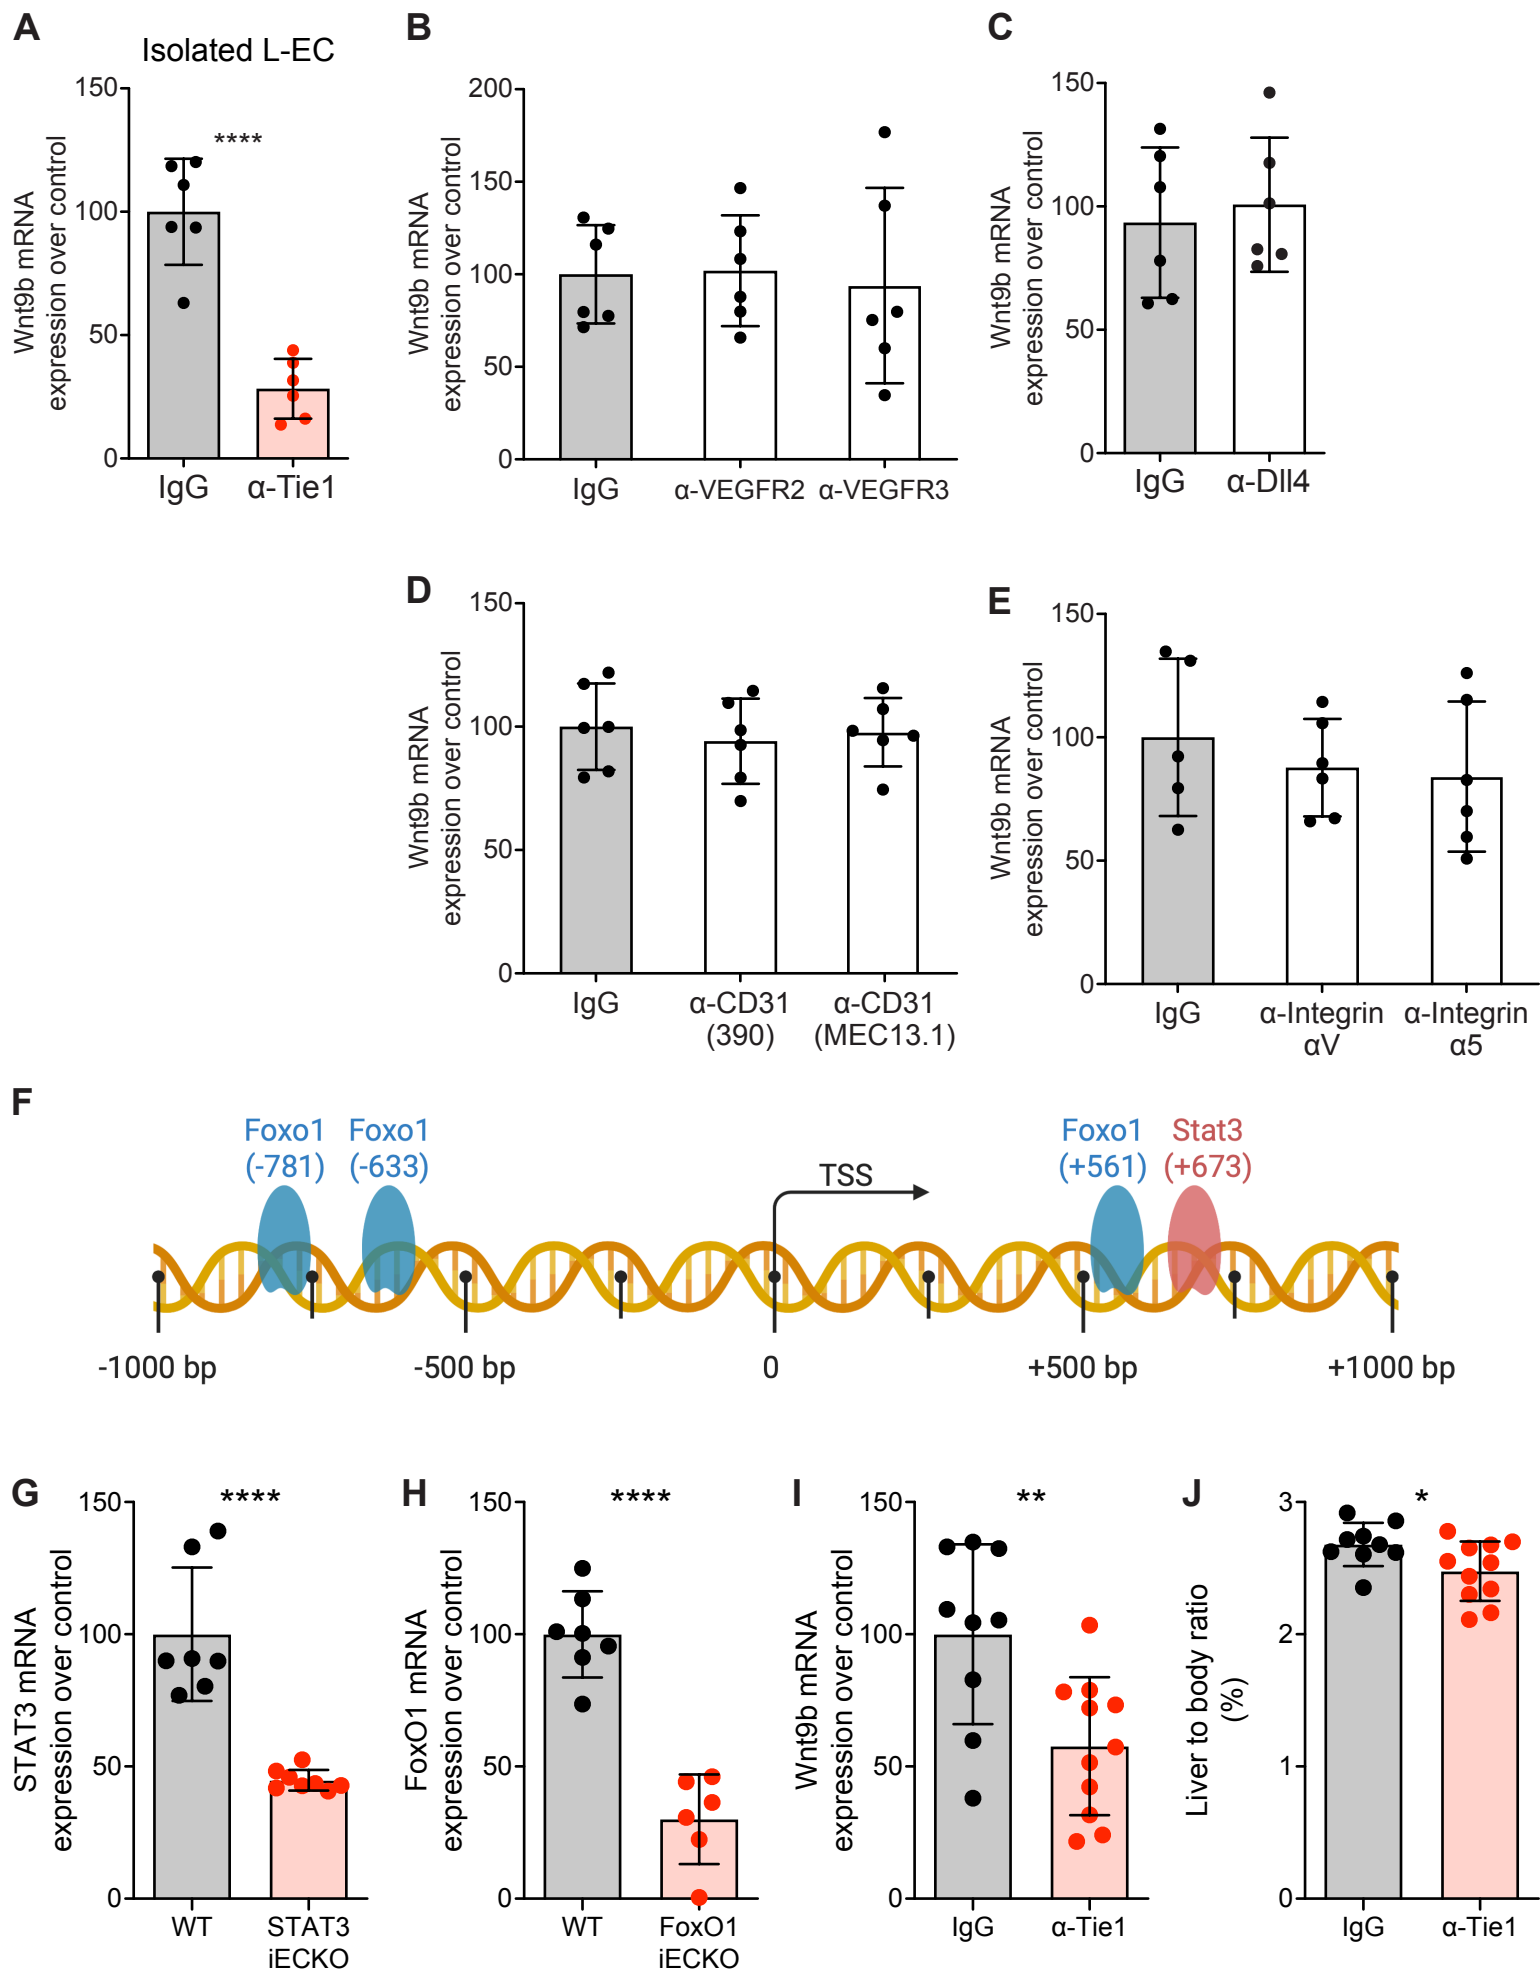 A
Isolated L-EC
Wnt9b mRNA
expression over control
150
100
50
0
****
IgG
α-Tie1
B
Wnt9b mRNA
expression over control
200
150
100
50
0
IgG
α-VEGFR2
α-VEGFR3
C
Wnt9b mRNA
expression over control
150
100
50
0
IgG
α-Dll4
D
Wnt9b mRNA
expression over control
150
100
50
0
IgG
α-CD31
(390)
α-CD31
(MEC13.1)
E
Wnt9b mRNA
expression over control
150
100
50
0
IgG
α-Integrin
αV
α-Integrin
α5
F
Foxo1
(-781)
Foxo1
(-633)
TSS
Foxo1
(+561)
Stat3
(+673)
-1000 bp
-500 bp
0
+500 bp
+1000 bp
G
STAT3 mRNA
expression over control
150
100
50
0
****
WT
STAT3
iECKO
H
FoxO1 mRNA
expression over control
150
100
50
0
****
WT
FoxO1
iECKO
I
Wnt9b mRNA
expression over control
150
100
50
0
**
IgG
α-Tie1
J
Liver to body ratio
(%)
3
2
1
0
*
IgG
α-Tie1